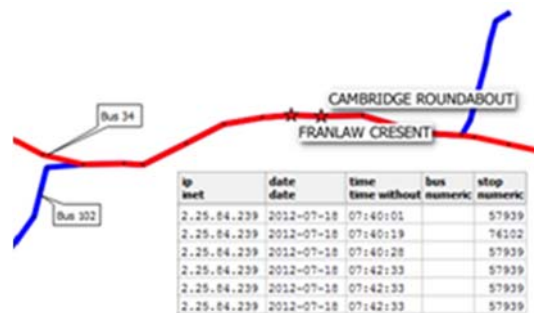 CAMBRIDGE ROUNDABOUT
Bus 34
FRANLAW CRESENT
ip date time bus stop
inet date time without numeric numeric
2.25.84.239 2012-07-18 07:40:01 57939
2.25.84.239 2012-07-18 07:40:19 76102
2.25.84.239 2012-07-18 07:40:28 57939
2.25.84.239 2012-07-18 07:42:33 57939
2.25.84.239 2012-07-18 07:42:33 57939
2.25.84.239 2012-07-18 07:42:33 57939
Bus 102